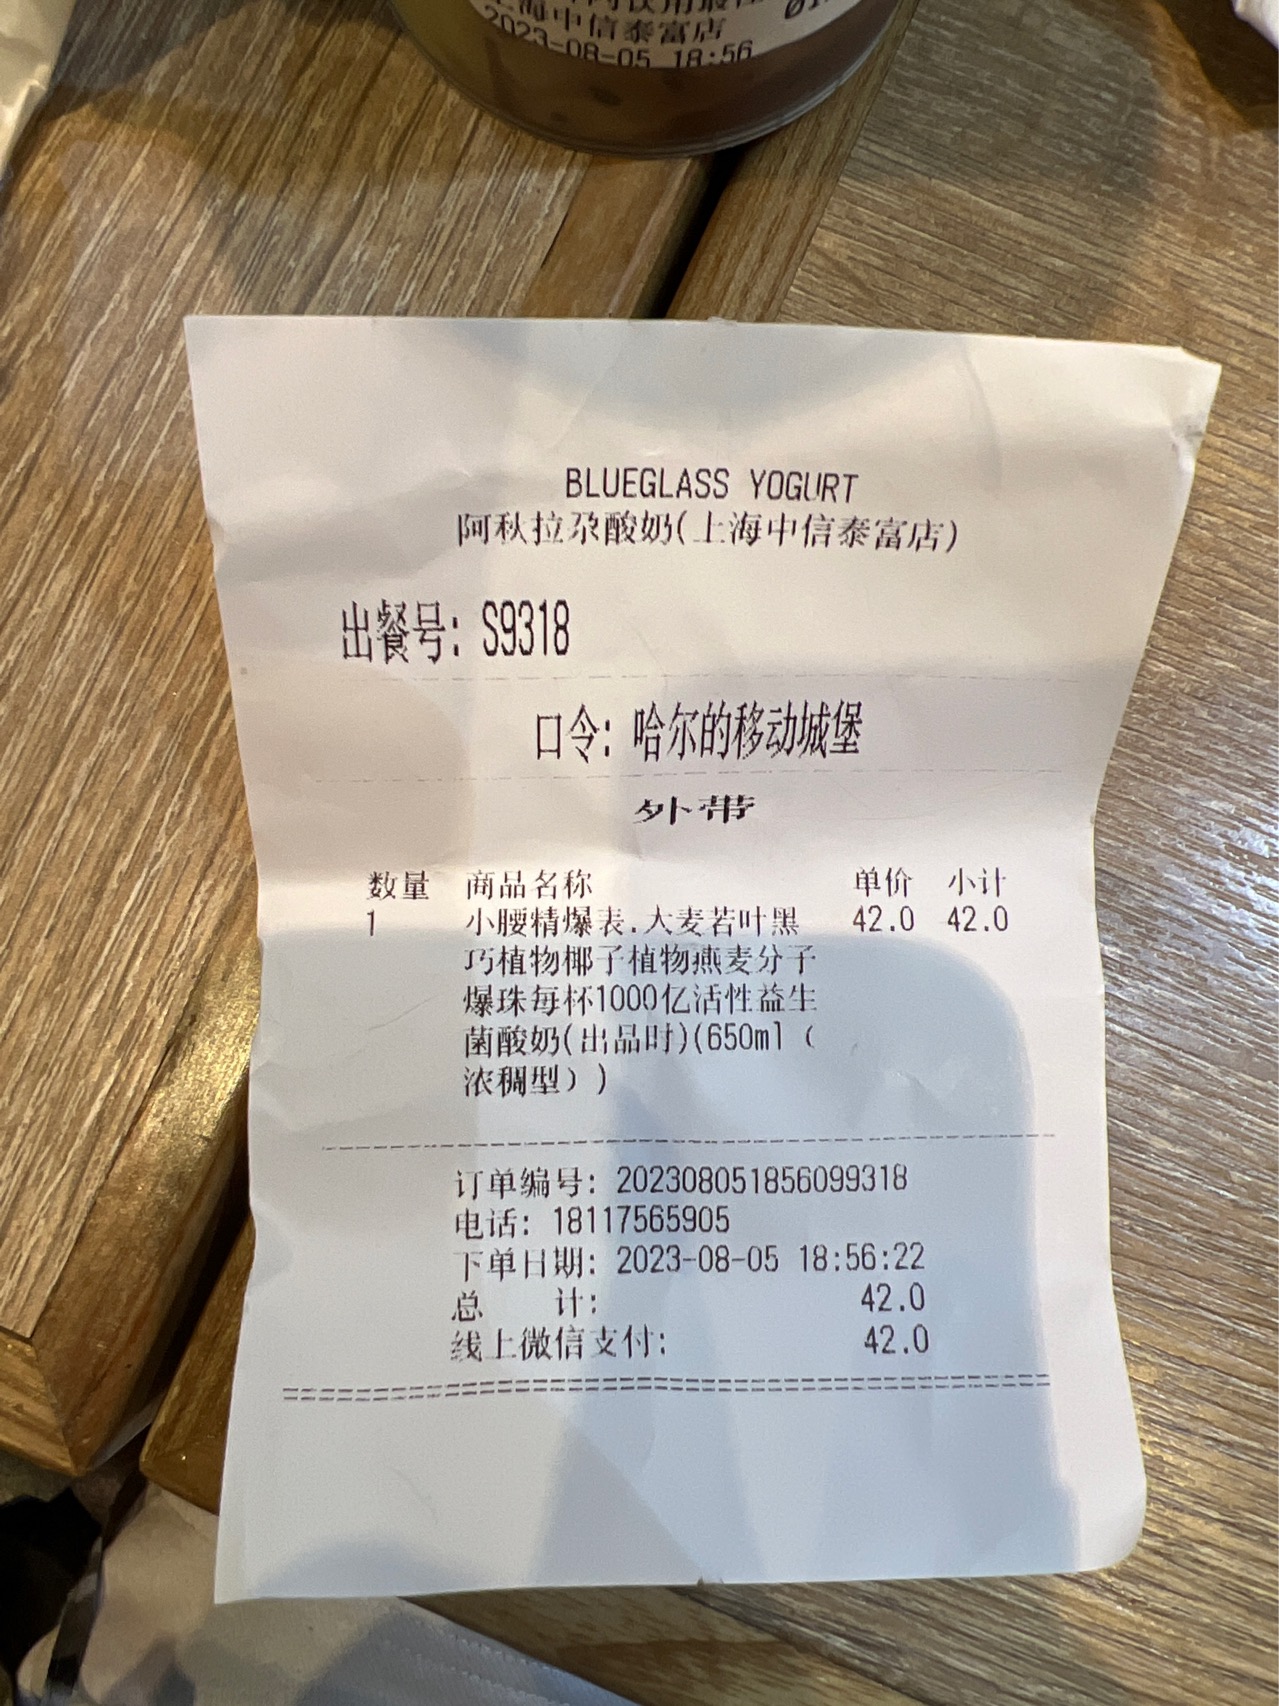 上海中信泰富店
2023-08-05 18:56
BLUEGLASS YOGURT
阿秋拉尕酸奶(上海中信泰富店)
出餐号: S9318
口令: 哈尔的移动城堡
外带
数量 商品名称 单价 小计
1 小腰精爆表.大麦若叶黑 42.0 42.0
巧植物椰子植物燕麦分子
爆珠每杯1000亿活性益生
菌酸奶(出品时)(650ml（
浓稠型）)
订单编号: 202308051856099318
电话: 18117565905
下单日期: 2023-08-05 18:56:22
总 计: 42.0
线上微信支付: 42.0